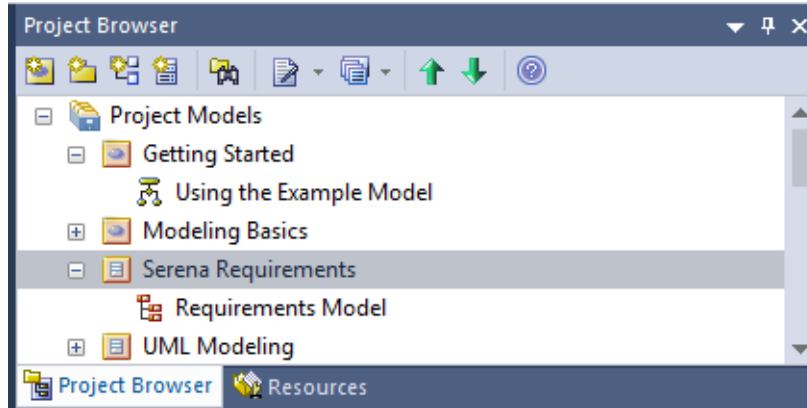 Project Browser
Project Models
Getting Started
Using the Example Model
Modeling Basics
Serena Requirements
Requirements Model
UML Modeling
Project Browser Resources